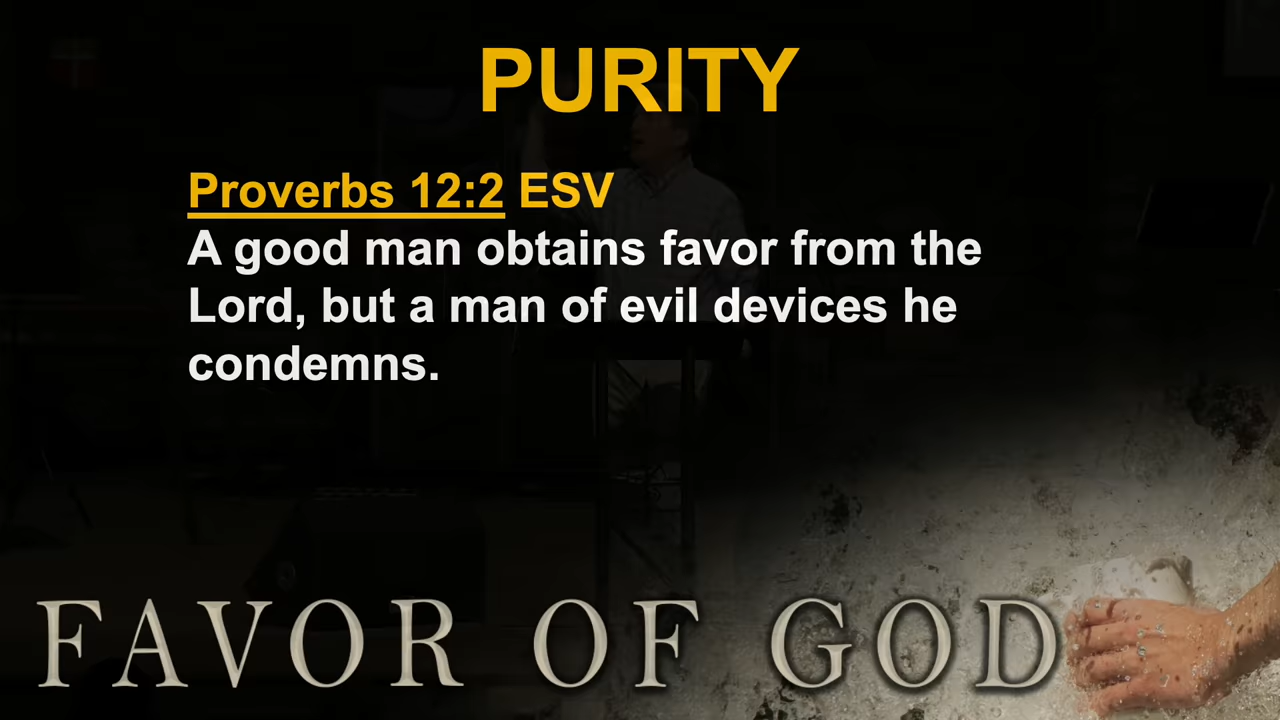 PURITY
Proverbs 12:2 ESV
A good man obtains favor from the
Lord, but a man of evil devices he
condemns.
FAVOR OF GOD